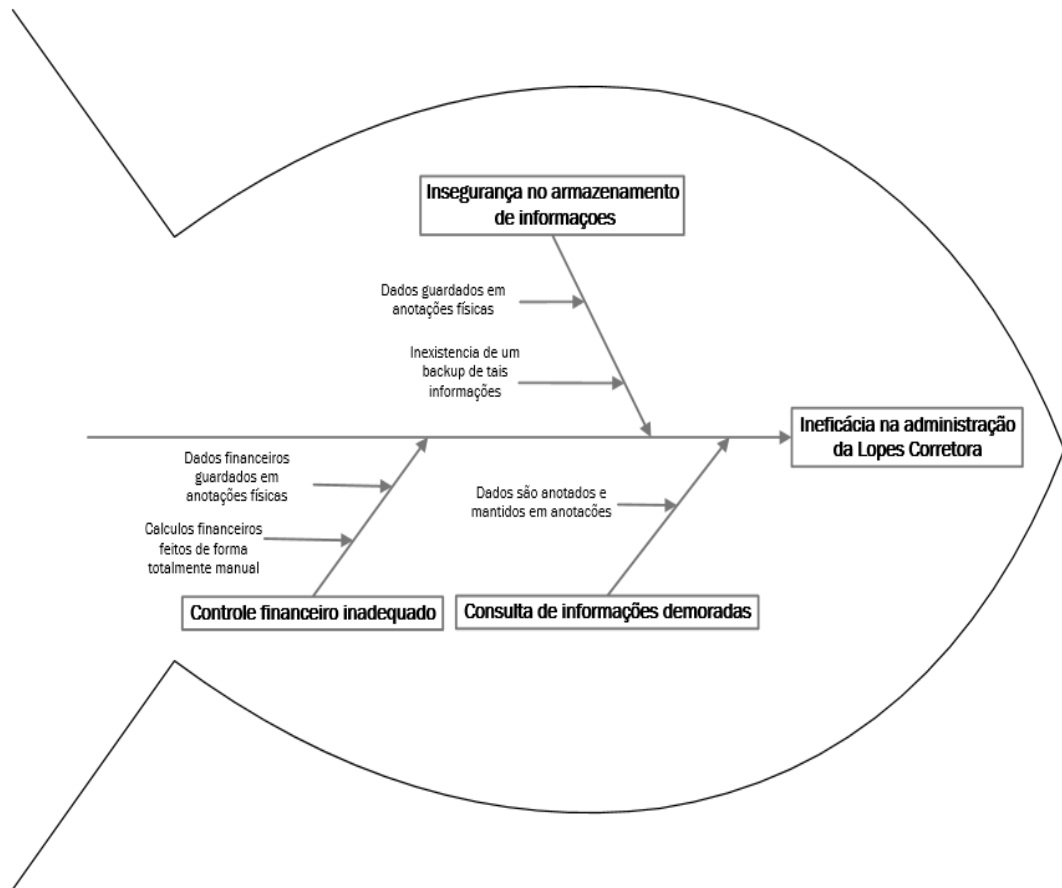 Insegurança no armazenamento
de informaçoes
Dados guardados em
anotações físicas
Inexistencia de um
backup de tais
informações
Ineficácia na administração
da Lopes Corretora
Dados financeiros
guardados em
anotações físicas
Calculos financeiros
feitos de forma
totalmente manual
Dados são anotados e
mantidos em anotacões
Controle financeiro inadequado
Consulta de informações demoradas